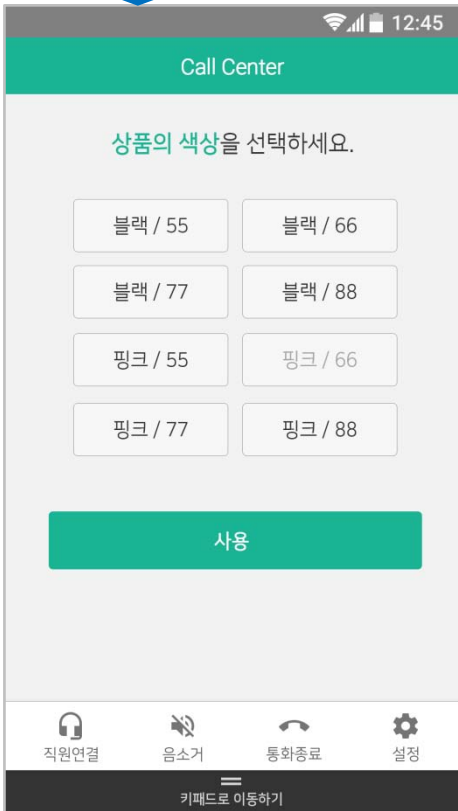 12:45
Call Center
상품의 색상을 선택하세요.
블랙 / 55 블랙 / 66
블랙 / 77 블랙 / 88
핑크 / 55 핑크 / 66
핑크 / 77 핑크 / 88
사용
직원연결 음소거 통화종료 설정
키패드로 이동하기